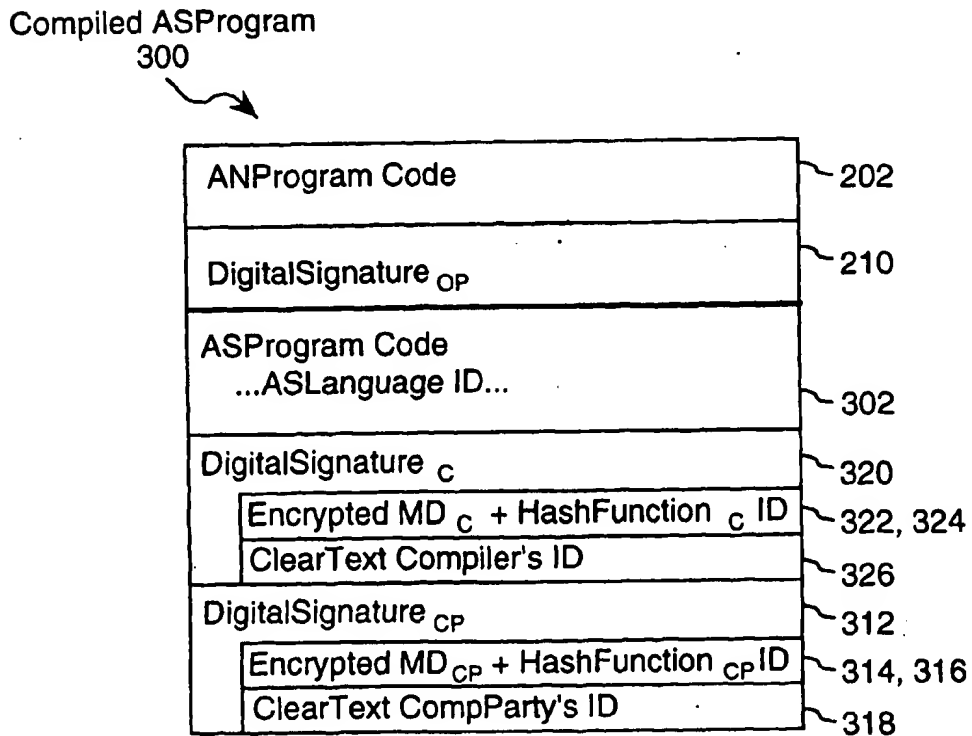 Compiled ASProgram
300
ANProgram Code 202
DigitalSignature OP 210
ASProgram Code
...ASLanguage ID... 302
DigitalSignature C 320
Encrypted MD C + HashFunction C ID 322, 324
ClearText Compiler's ID 326
DigitalSignature CP 312
Encrypted MD CP + HashFunction CP ID 314, 316
ClearText CompParty's ID 318